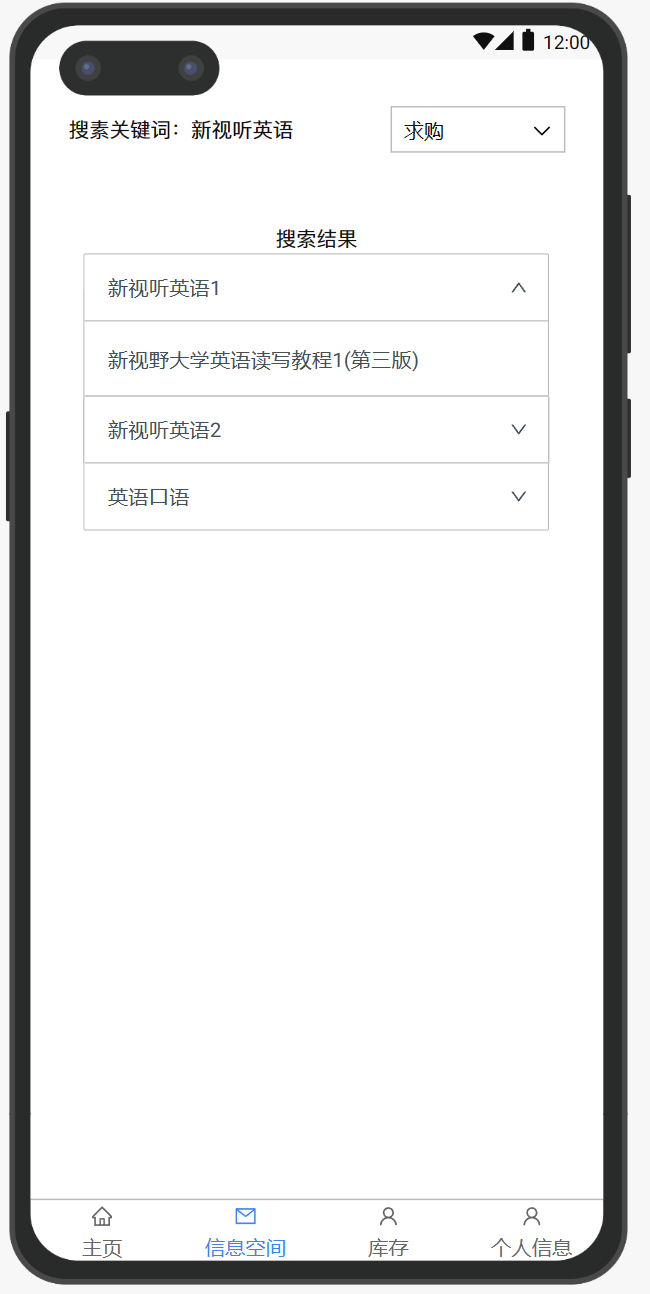 12:00
搜素关键词：新视听英语
求购
搜索结果
新视听英语1
新视野大学英语读写教程1(第三版)
新视听英语2
英语口语
主页
信息空间
库存
个人信息